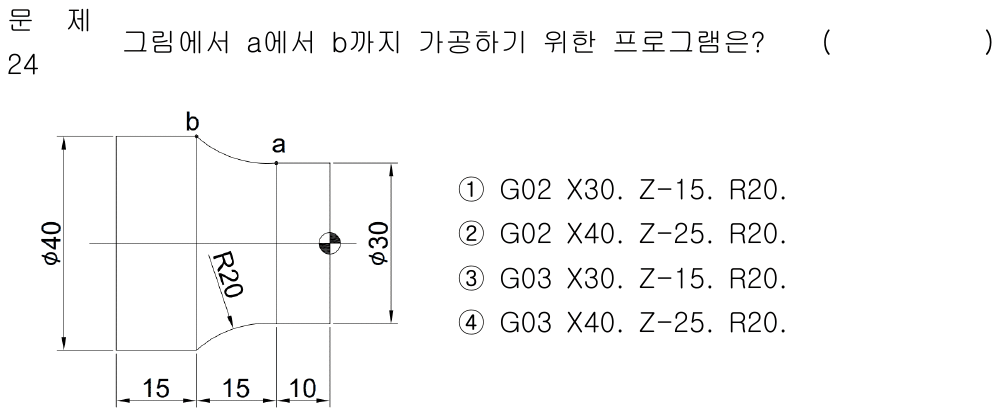 문 제
24
그림에서 a에서 b까지 가공하기 위한 프로그램은? ( )
b
a
ϕ40
R20
ϕ30
15
15
10
① G02 X30. Z-15. R20.
② G02 X40. Z-25. R20.
③ G03 X30. Z-15. R20.
④ G03 X40. Z-25. R20.